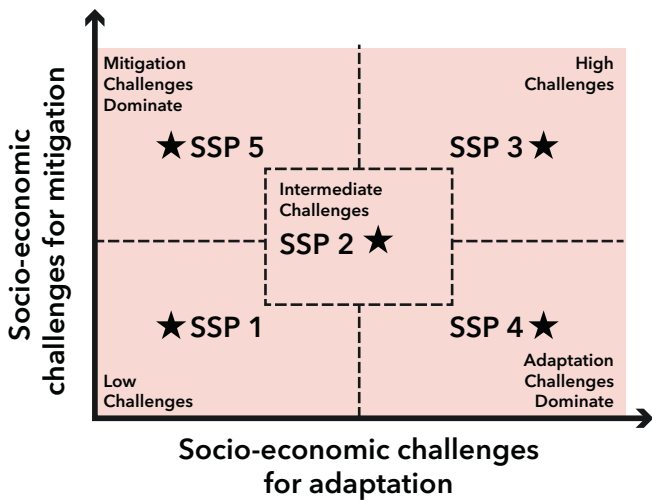 Socio-economic
challenges for mitigation
Mitigation
Challenges
Dominate
SSP 5
High
Challenges
SSP 3
Intermediate
Challenges
SSP 2
SSP 1
Low
Challenges
SSP 4
Adaptation
Challenges
Dominate
Socio-economic challenges
for adaptation